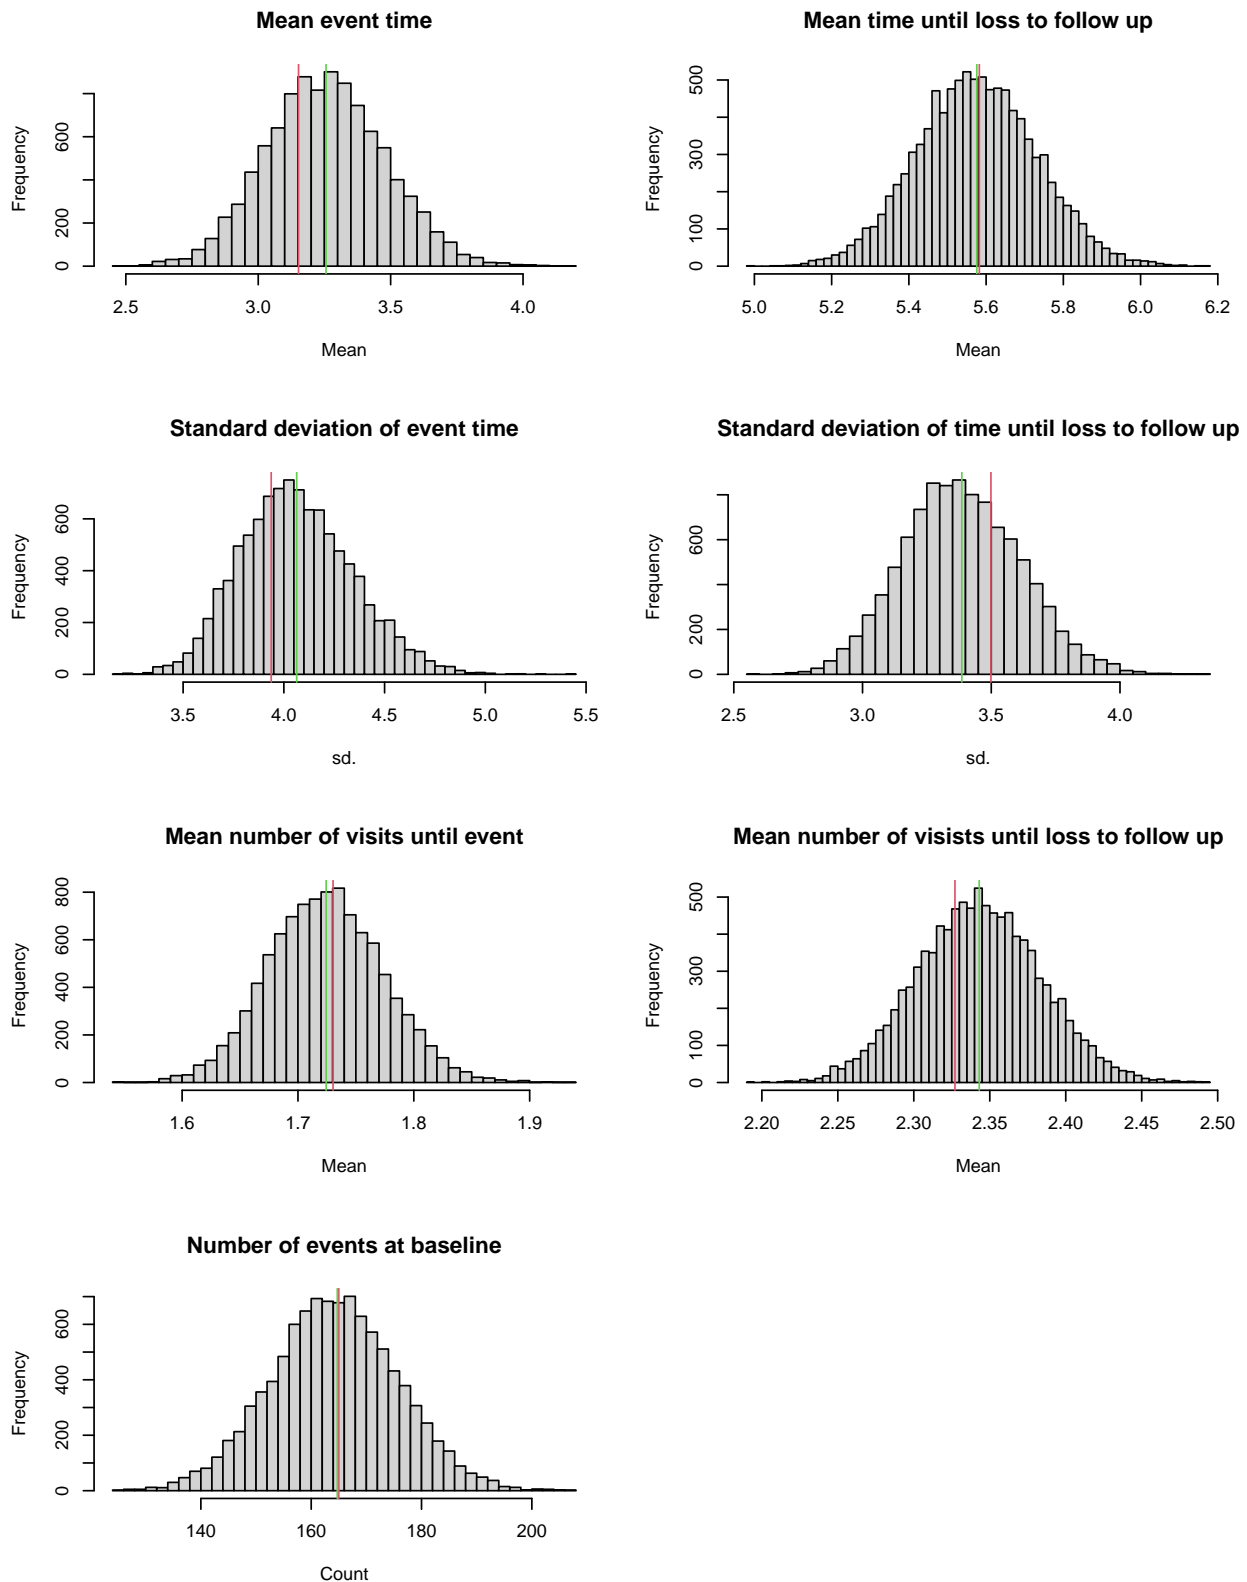 Mean event time
Frequency
0
200
600
2.5 3.0 3.5 4.0
Mean
Mean time until loss to follow up
Frequency
0
100
300
500
5.0 5.2 5.4 5.6 5.8 6.0 6.2
Mean
Standard deviation of event time
Frequency
0
200
400
600
3.5 4.0 4.5 5.0 5.5
sd.
Standard deviation of time until loss to follow up
Frequency
0
200
600
2.5 3.0 3.5 4.0
sd.
Mean number of visits until event
Frequency
0
200
400
600
800
1.6 1.7 1.8 1.9
Mean
Mean number of visists until loss to follow up
Frequency
0
100
300
500
2.20 2.25 2.30 2.35 2.40 2.45 2.50
Mean
Number of events at baseline
Frequency
0
200
400
600
140 160 180 200
Count